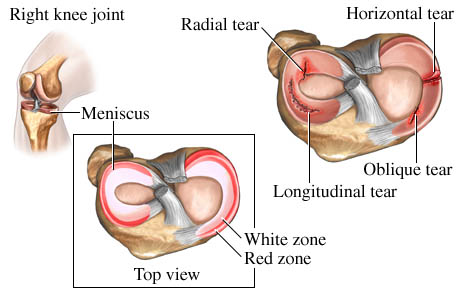 Right knee joint
Meniscus
Radial tear
Horizontal tear
Oblique tear
Longitudinal tear
White zone
Red zone
Top view